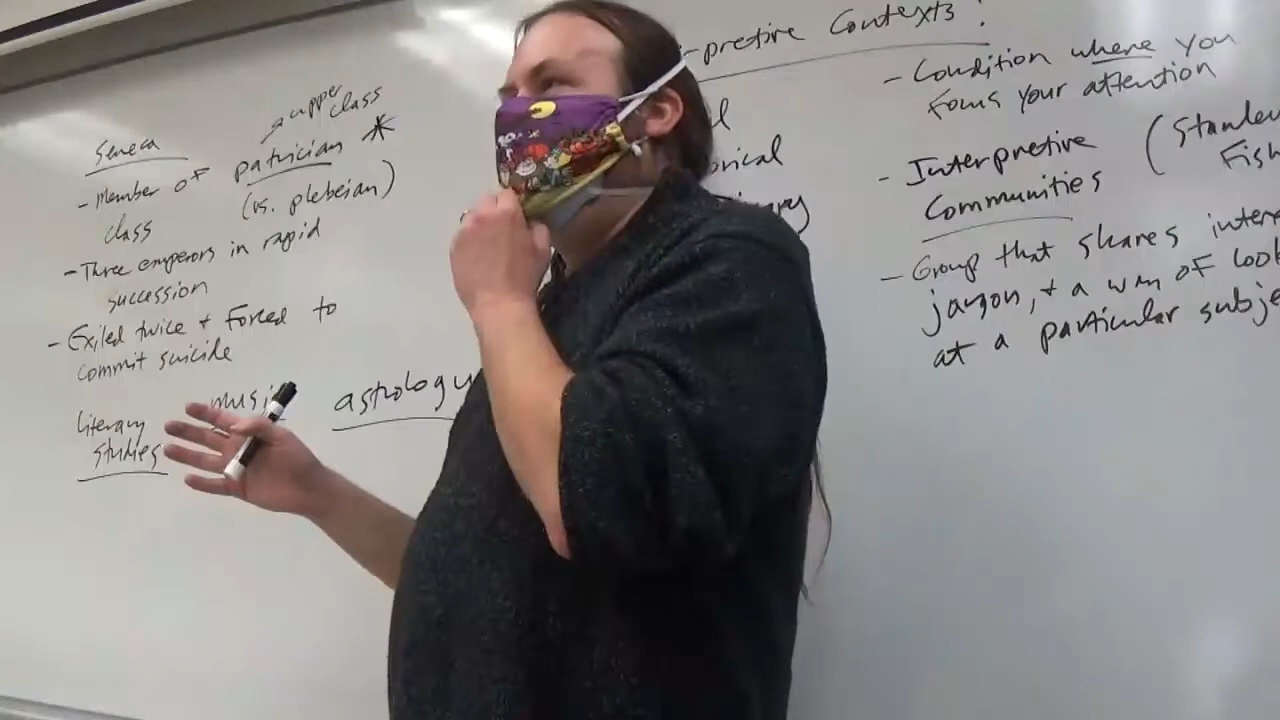 Seneca
upper class
- Member of patrician *
class (vs. plebeian)
- Three emperors in rapid
succession
- Exiled twice + Forced to
commit suicide
Literary
Studies
astrology
-pretive Contexts:
l
orical
- Condition where you
focus your attention
- Interpretive (Stanley
Communities Fish
- Group that shares inter
jargon, + a way of look
at a particular subje